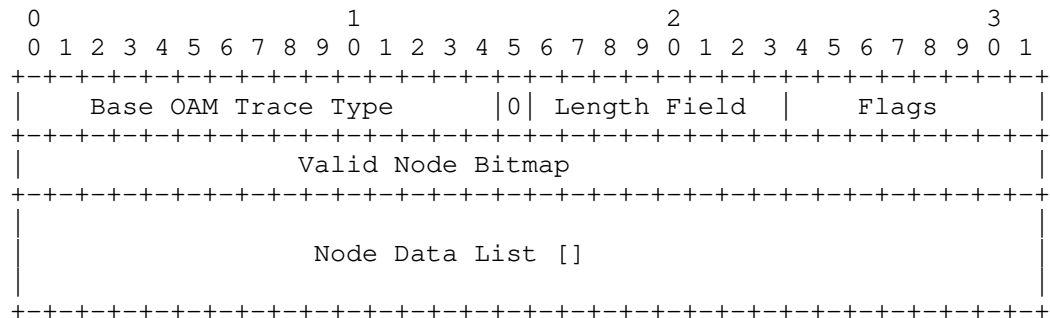 0                   1                   2                   3
 0 1 2 3 4 5 6 7 8 9 0 1 2 3 4 5 6 7 8 9 0 1 2 3 4 5 6 7 8 9 0 1
+-+-+-+-+-+-+-+-+-+-+-+-+-+-+-+-+-+-+-+-+-+-+-+-+-+-+-+-+-+-+-+-+
|    Base OAM Trace Type      |0| Length Field  |    Flags      |
+-+-+-+-+-+-+-+-+-+-+-+-+-+-+-+-+-+-+-+-+-+-+-+-+-+-+-+-+-+-+-+-+
|                 Valid Node Bitmap                             |
+-+-+-+-+-+-+-+-+-+-+-+-+-+-+-+-+-+-+-+-+-+-+-+-+-+-+-+-+-+-+-+-+
|                                                               |
|                  Node Data List []                            |
|                                                               |
+-+-+-+-+-+-+-+-+-+-+-+-+-+-+-+-+-+-+-+-+-+-+-+-+-+-+-+-+-+-+-+-+